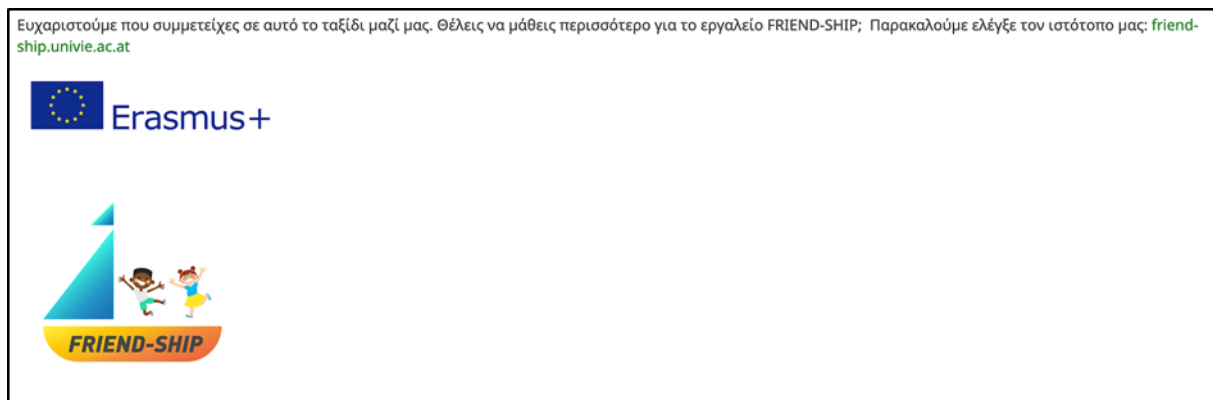 Ευχαριστούμε που συμμετείχες σε αυτό το ταξίδι μαζί μας. Θέλεις να μάθεις περισσότερο για το εργαλείο FRIEND-SHIP; Παρακαλούμε ελέγξε τον ιστότοπο μας: friend-
ship.univie.ac.at
Erasmus+
FRIEND-SHIP